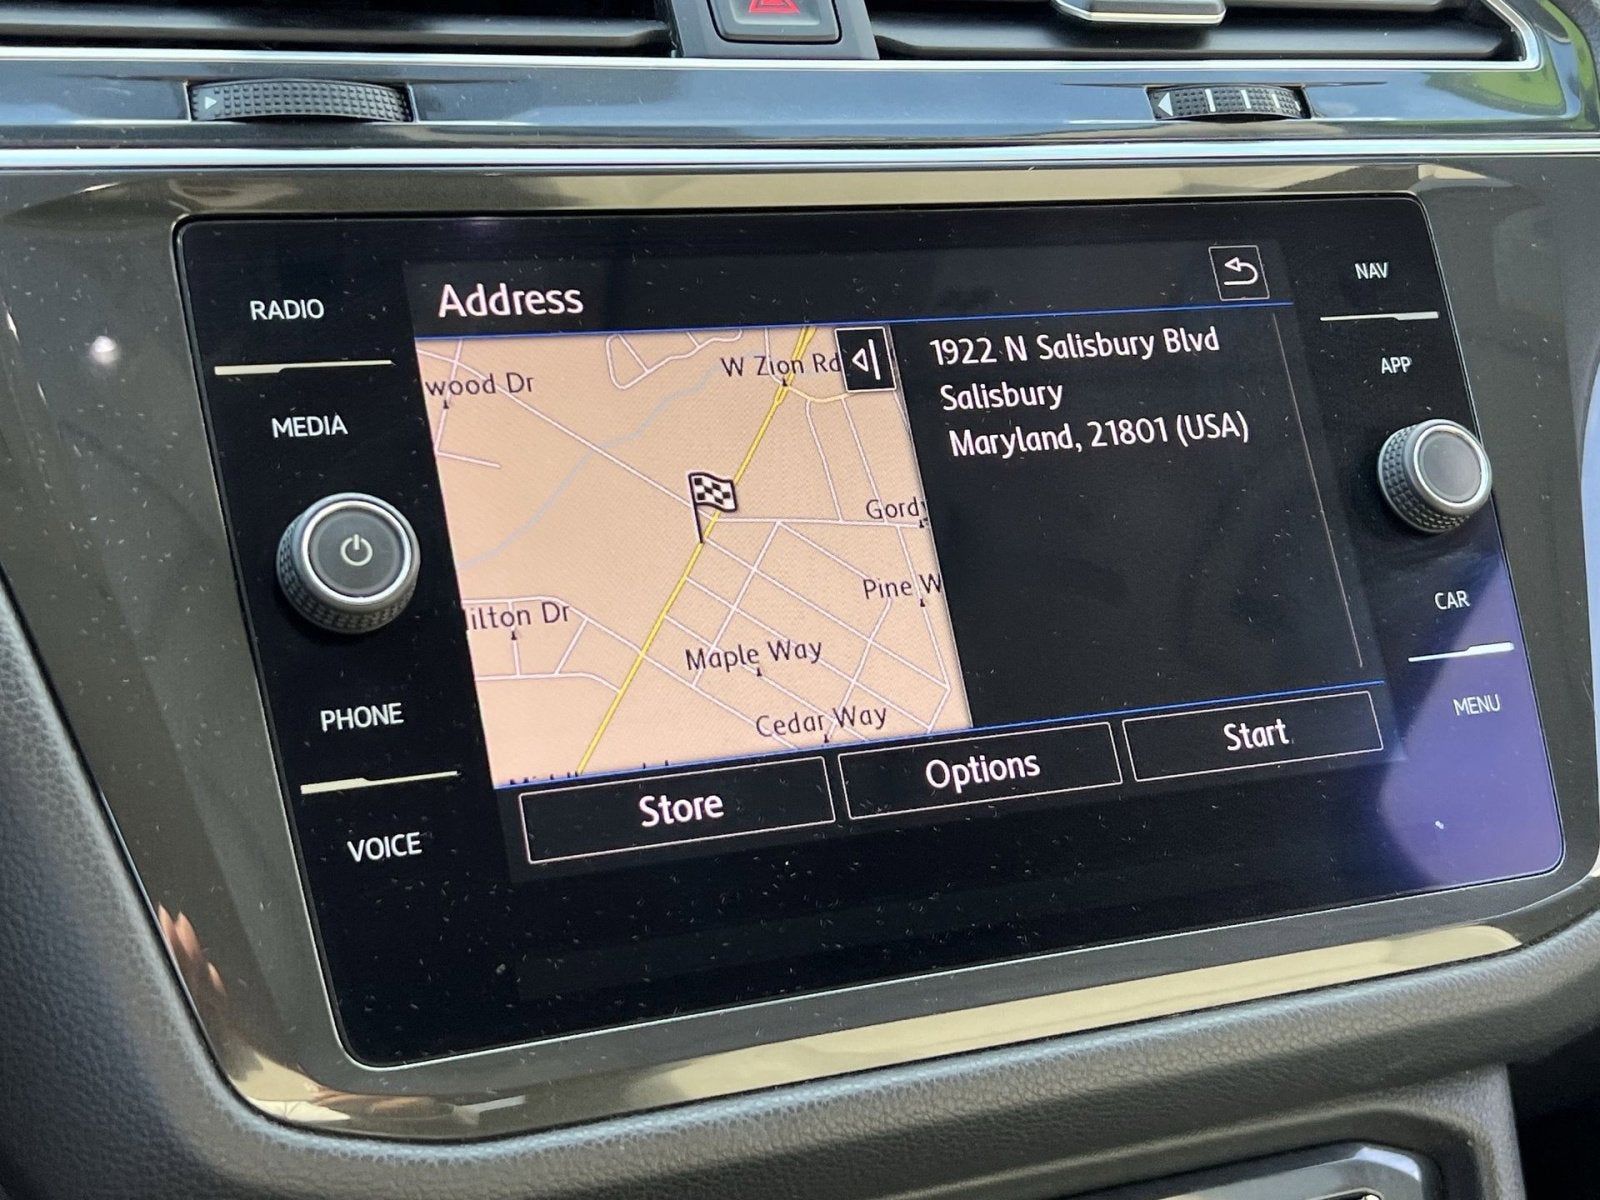 RADIO
MEDIA
PHONE
VOICE
Address
wood Dr
W Zion Rd
Gord
Pine W
ilton Dr
Maple Way
Cedar Way
1922 N Salisbury Blvd
Salisbury
Maryland, 21801 (USA)
Store
Options
Start
NAV
APP
CAR
MENU